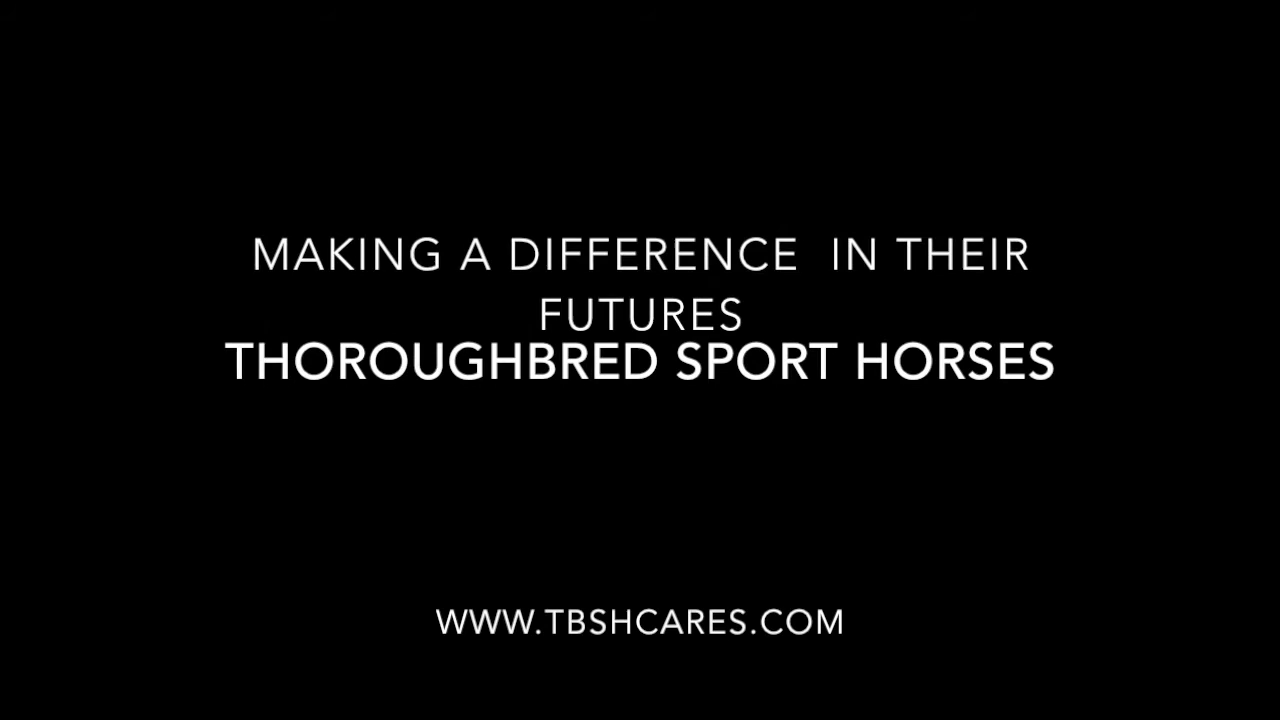 MAKING A DIFFERENCE  IN THEIR
FUTURES
THOROUGHBRED SPORT HORSES
WWW.TBSHCARES.COM